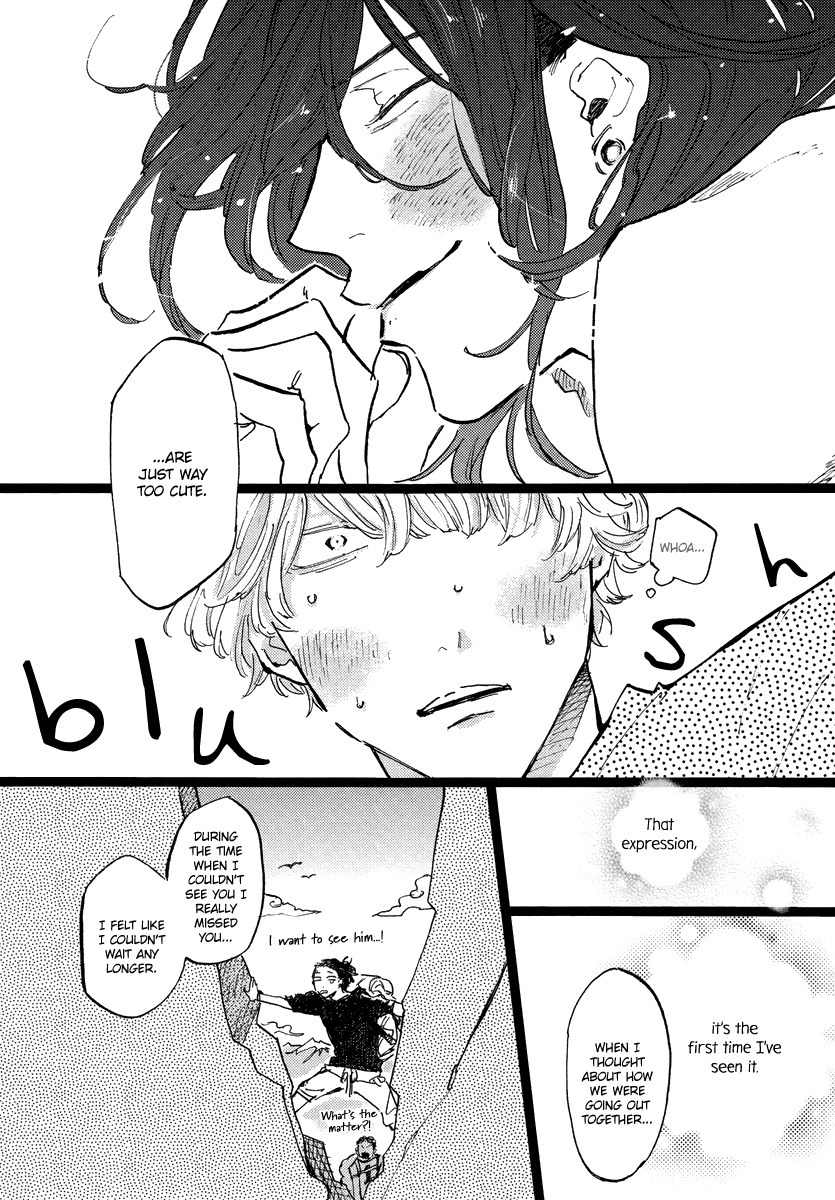 ...ARE
JUST WAY
TOO CUTE.
WHOA...
blush
That
expression,
it's the
first time I've
seen it.
WHEN I
THOUGHT
ABOUT HOW
WE WERE
GOING OUT
TOGETHER...
DURING
THE TIME
WHEN I
COULDN'T
SEE YOU I
REALLY
MISSED
YOU...
I FELT LIKE
I COULDN'T
WAIT ANY
LONGER.
I want to see him...!
What's the
matter?!